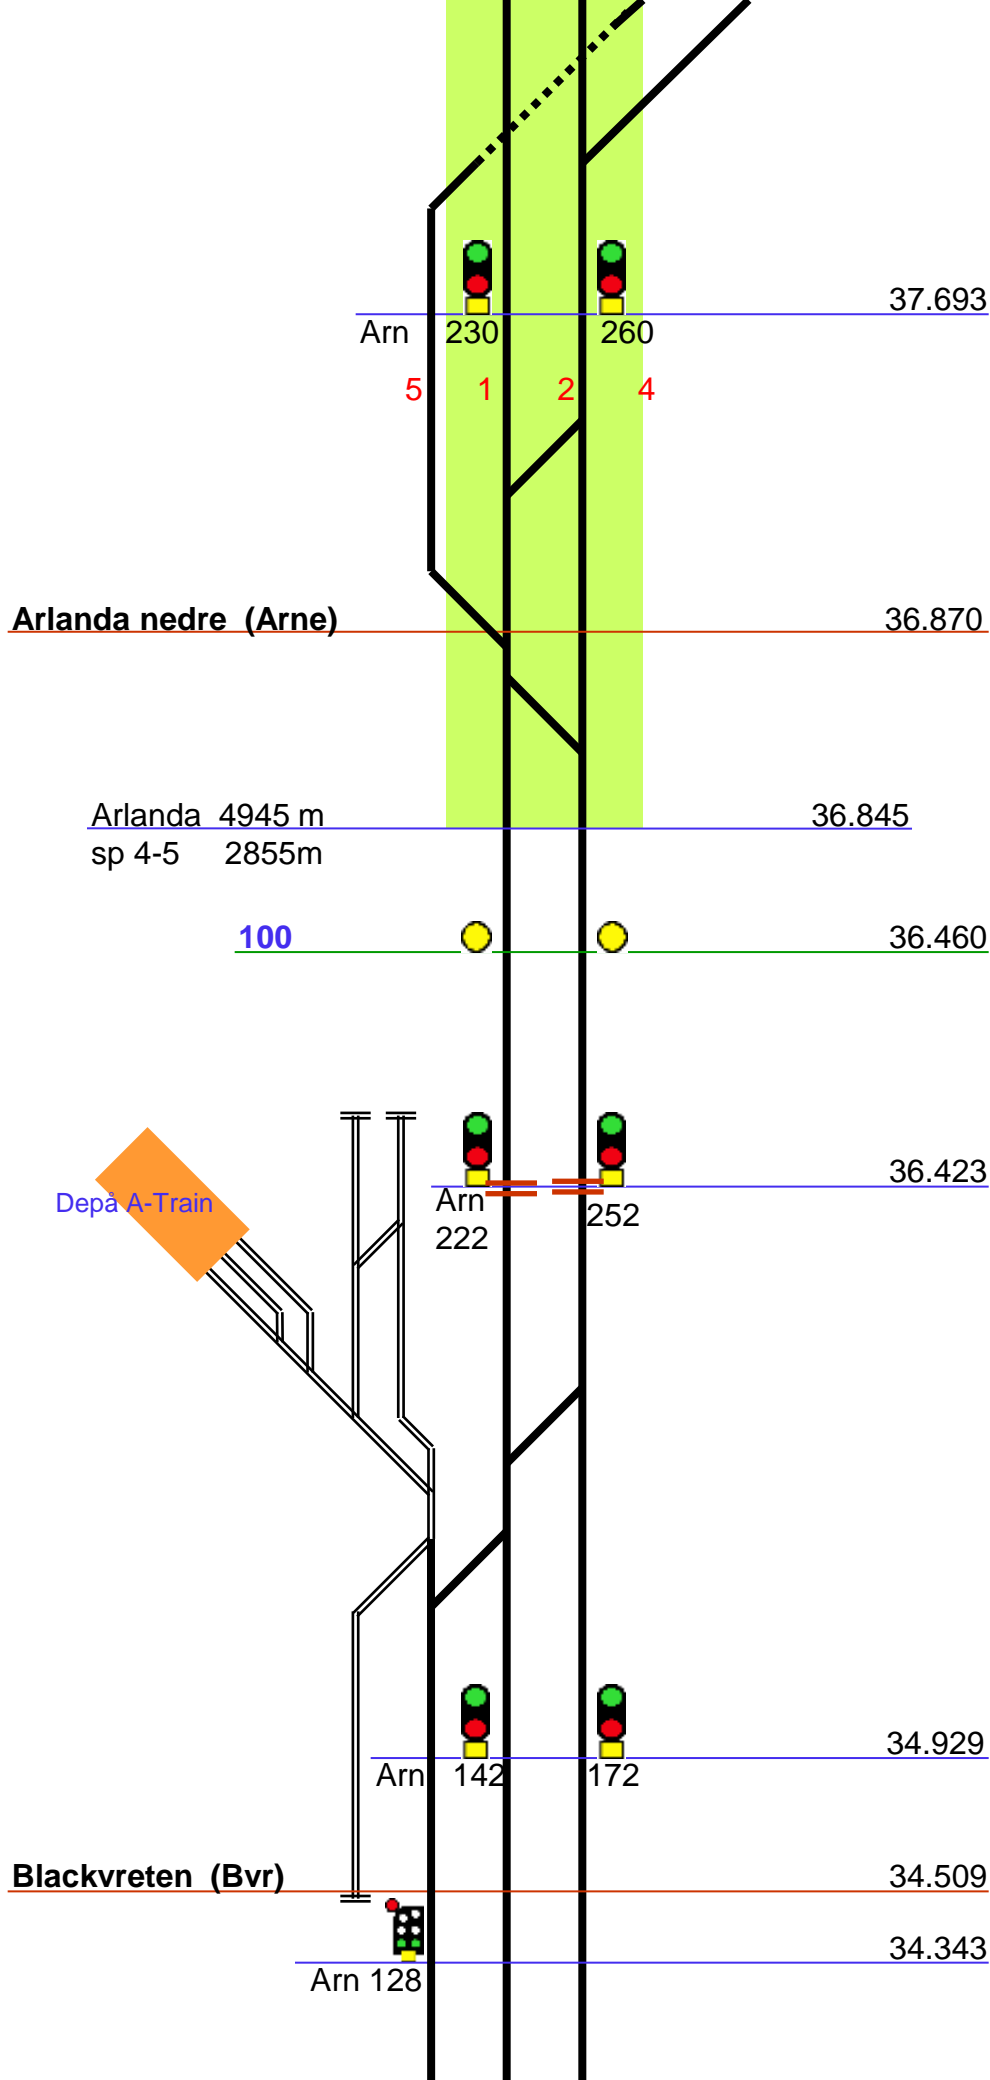 37.693
Arn 230 260
5 1 2 4
Arlanda nedre (Arne) 36.870
Arlanda 4945 m 36.845
sp 4-5 2855m
100 36.460
36.423
Depå A-Train Arn 252
222
34.929
Arn 142 172
Blackvreten (Bvr) 34.509
34.343
Arn 128